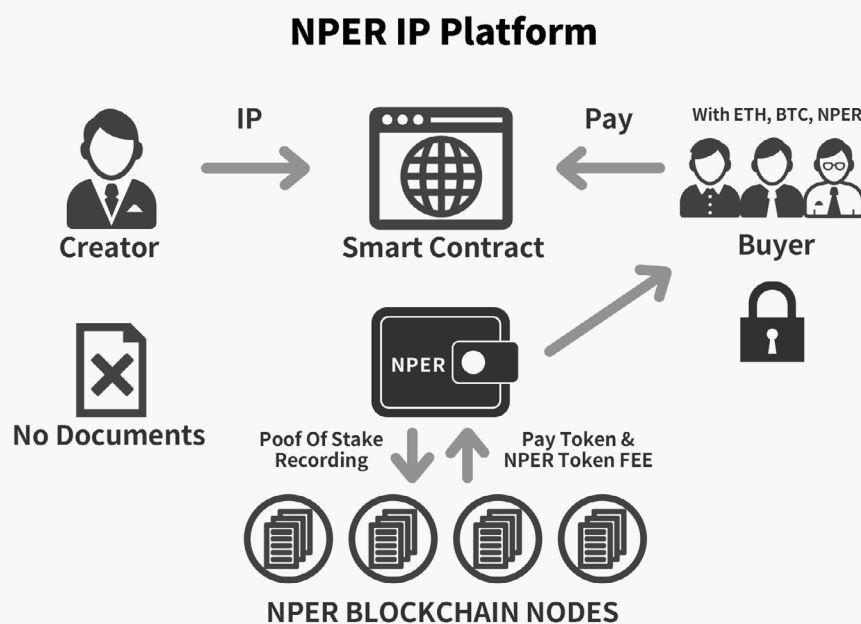 NPER IP Platform
IP
Pay
With ETH, BTC, NPER
Creator
Smart Contract
Buyer
NPER
No Documents
Poof Of Stake
Recording
Pay Token &
NPER Token FEE
NPER BLOCKCHAIN NODES